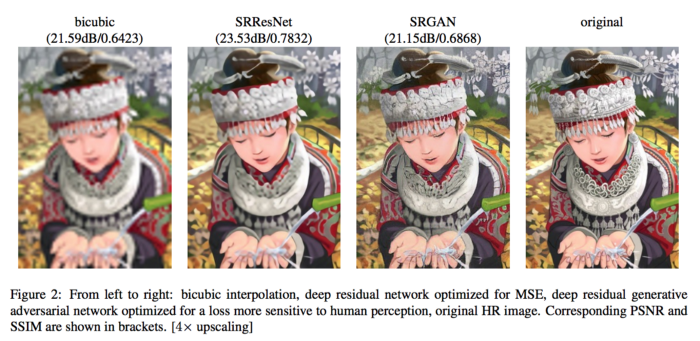 bicubic
(21.59dB/0.6423)
SRResNet
(23.53dB/0.7832)
SRGAN
(21.15dB/0.6868)
original
Figure 2: From left to right: bicubic interpolation, deep residual network optimized for MSE, deep residual generative
adversarial network optimized for a loss more sensitive to human perception, original HR image. Corresponding PSNR and
SSIM are shown in brackets. [4× upscaling]